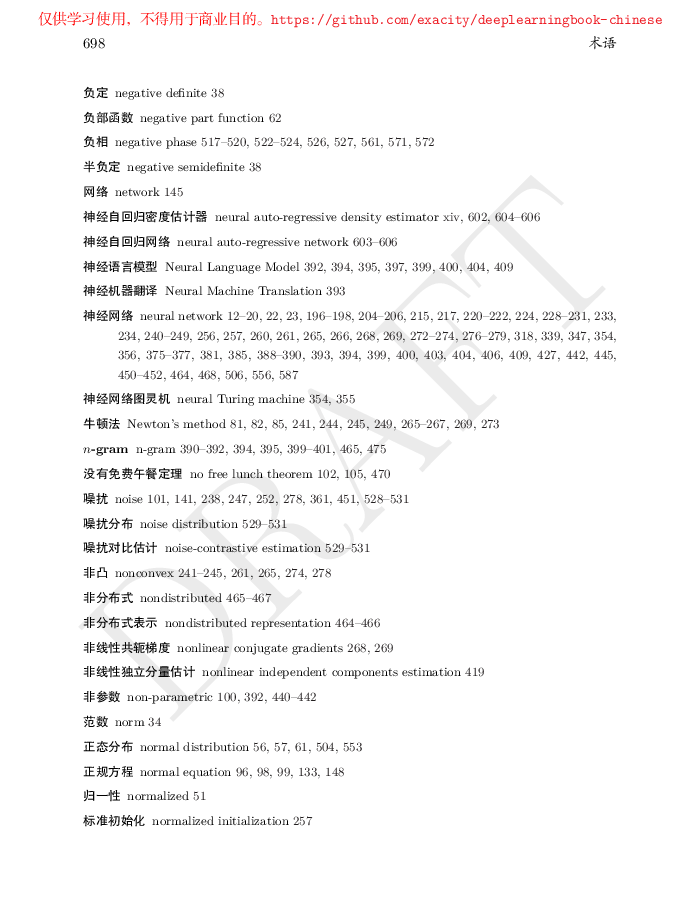 仅供学习使用，不得用于商业目的。https://github.com/exacity/deeplearningbook-chinese
698 术语
负定 negative definite 38
负部函数 negative part function 62
负相 negative phase 517–520, 522–524, 526, 527, 561, 571, 572
半负定 negative semidefinite 38
网络 network 145
神经自回归密度估计器 neural auto-regressive density estimator xiv, 602, 604–606
神经自回归网络 neural auto-regressive network 603–606
神经语言模型 Neural Language Model 392, 394, 395, 397, 399, 400, 404, 409
神经机器翻译 Neural Machine Translation 393
神经网络 neural network 12–20, 22, 23, 196–198, 204–206, 215, 217, 220–222, 224, 228–231, 233,
234, 240–249, 256, 257, 260, 261, 265, 266, 268, 269, 272–274, 276–279, 318, 339, 347, 354,
356, 375–377, 381, 385, 388–390, 393, 394, 399, 400, 403, 404, 406, 409, 427, 442, 445,
450–452, 464, 468, 506, 556, 587
神经网络图灵机 neural Turing machine 354, 355
牛顿法 Newton's method 81, 82, 85, 241, 244, 245, 249, 265–267, 269, 273
n-gram n-gram 390–392, 394, 395, 399–401, 465, 475
没有免费午餐定理 no free lunch theorem 102, 105, 470
噪扰 noise 101, 141, 238, 247, 252, 278, 361, 451, 528–531
噪扰分布 noise distribution 529–531
噪扰对比估计 noise-contrastive estimation 529–531
非凸 nonconvex 241–245, 261, 265, 274, 278
非分布式 nondistributed 465–467
非分布式表示 nondistributed representation 464–466
非线性共轭梯度 nonlinear conjugate gradients 268, 269
非线性独立分量估计 nonlinear independent components estimation 419
非参数 non-parametric 100, 392, 440–442
范数 norm 34
正态分布 normal distribution 56, 57, 61, 504, 553
正规方程 normal equation 96, 98, 99, 133, 148
归一性 normalized 51
标准初始化 normalized initialization 257
DRAFT